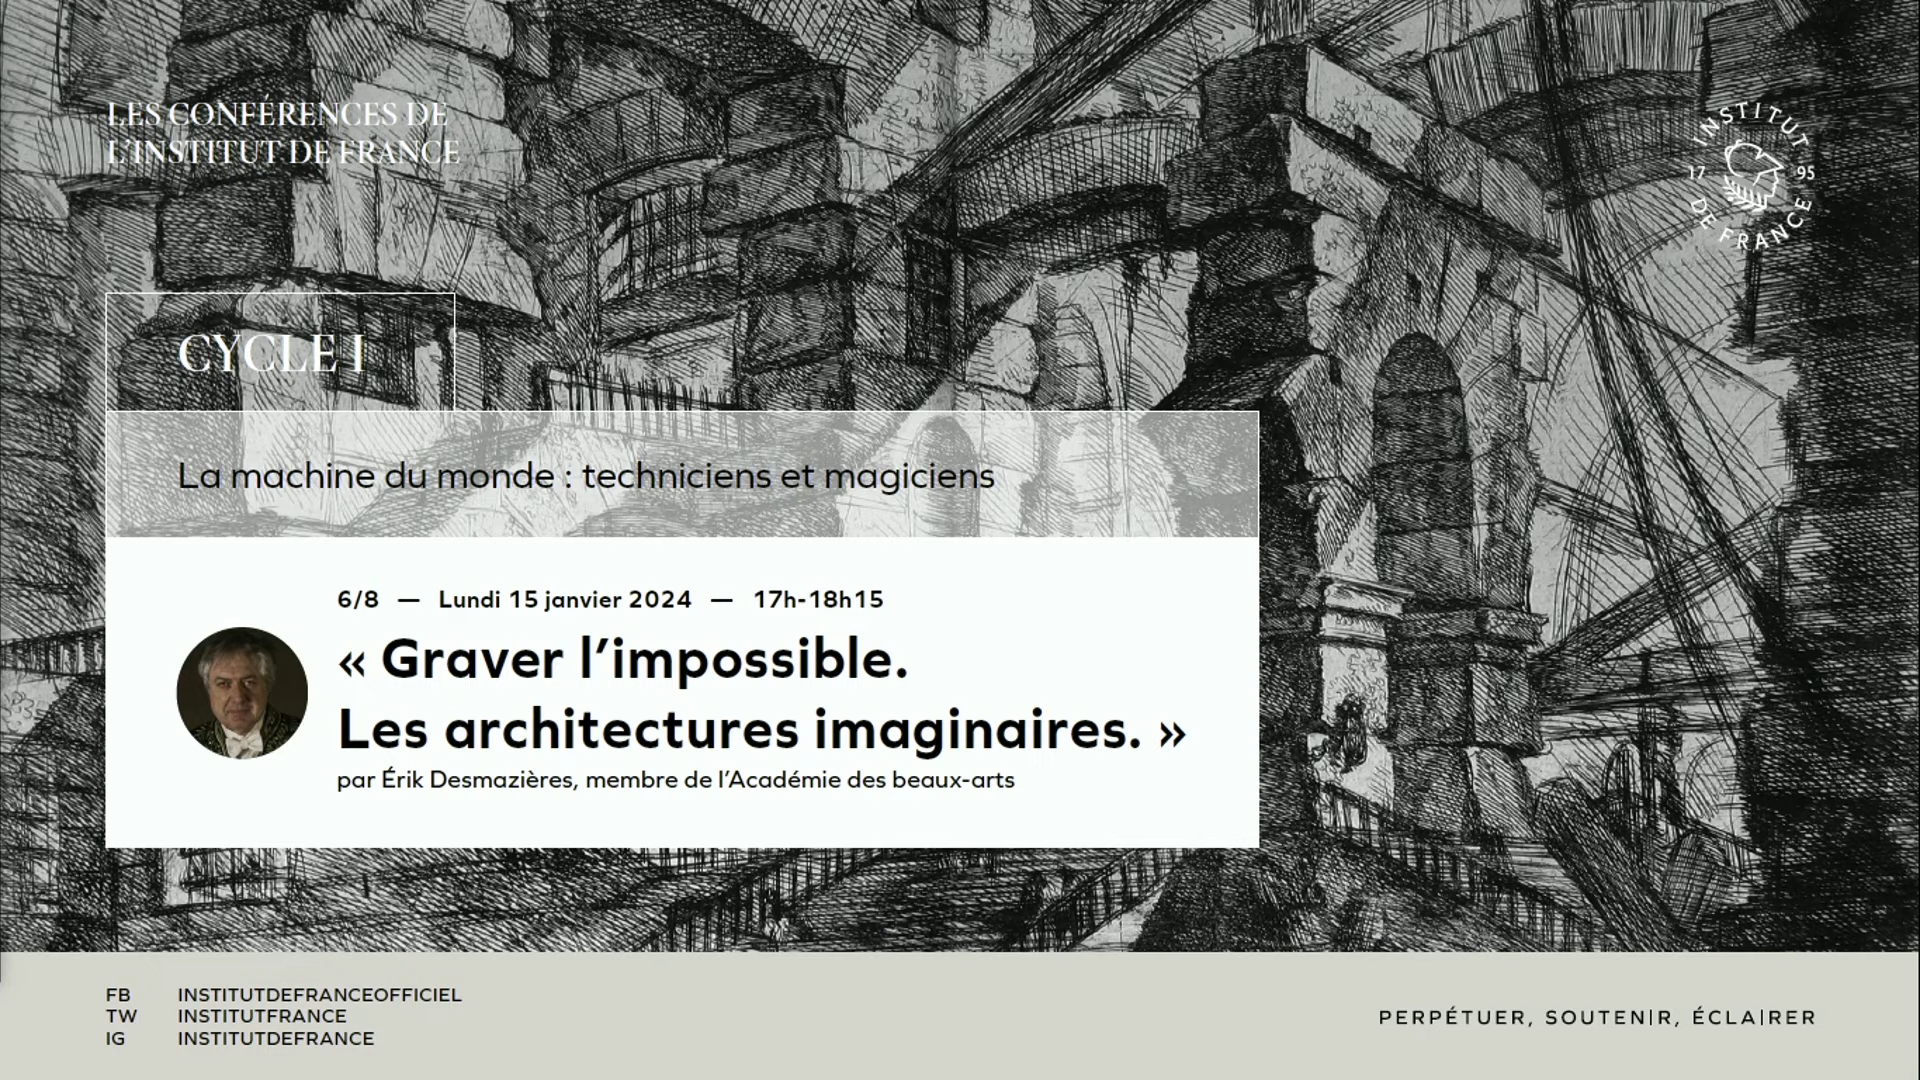 LES CONFÉRENCES DE
L'INSTITUT DE FRANCE
INSTITUT
17 95
DE FRANCE
CYCLE I
La machine du monde : techniciens et magiciens
6/8 — Lundi 15 janvier 2024 — 17h-18h15
« Graver l’impossible.
Les architectures imaginaires. »
par Érik Desmazières, membre de l’Académie des beaux-arts
FB INSTITUTDEFRANCEOFFICIEL
TW INSTITUTFRANCE
IG INSTITUTDEFRANCE
PERPÉTUER, SOUTENIR, ÉCLAIRER